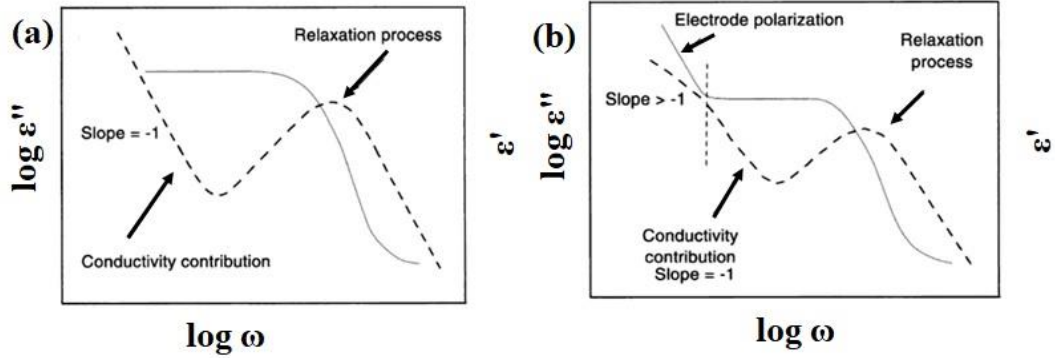 (a)
Relaxation process
Slope = -1
Conductivity contribution
log ε"
ε'
log ω
(b)
Electrode polarization
Relaxation
process
Slope > -1
Conductivity
contribution
Slope = -1
log ε"
ε'
log ω